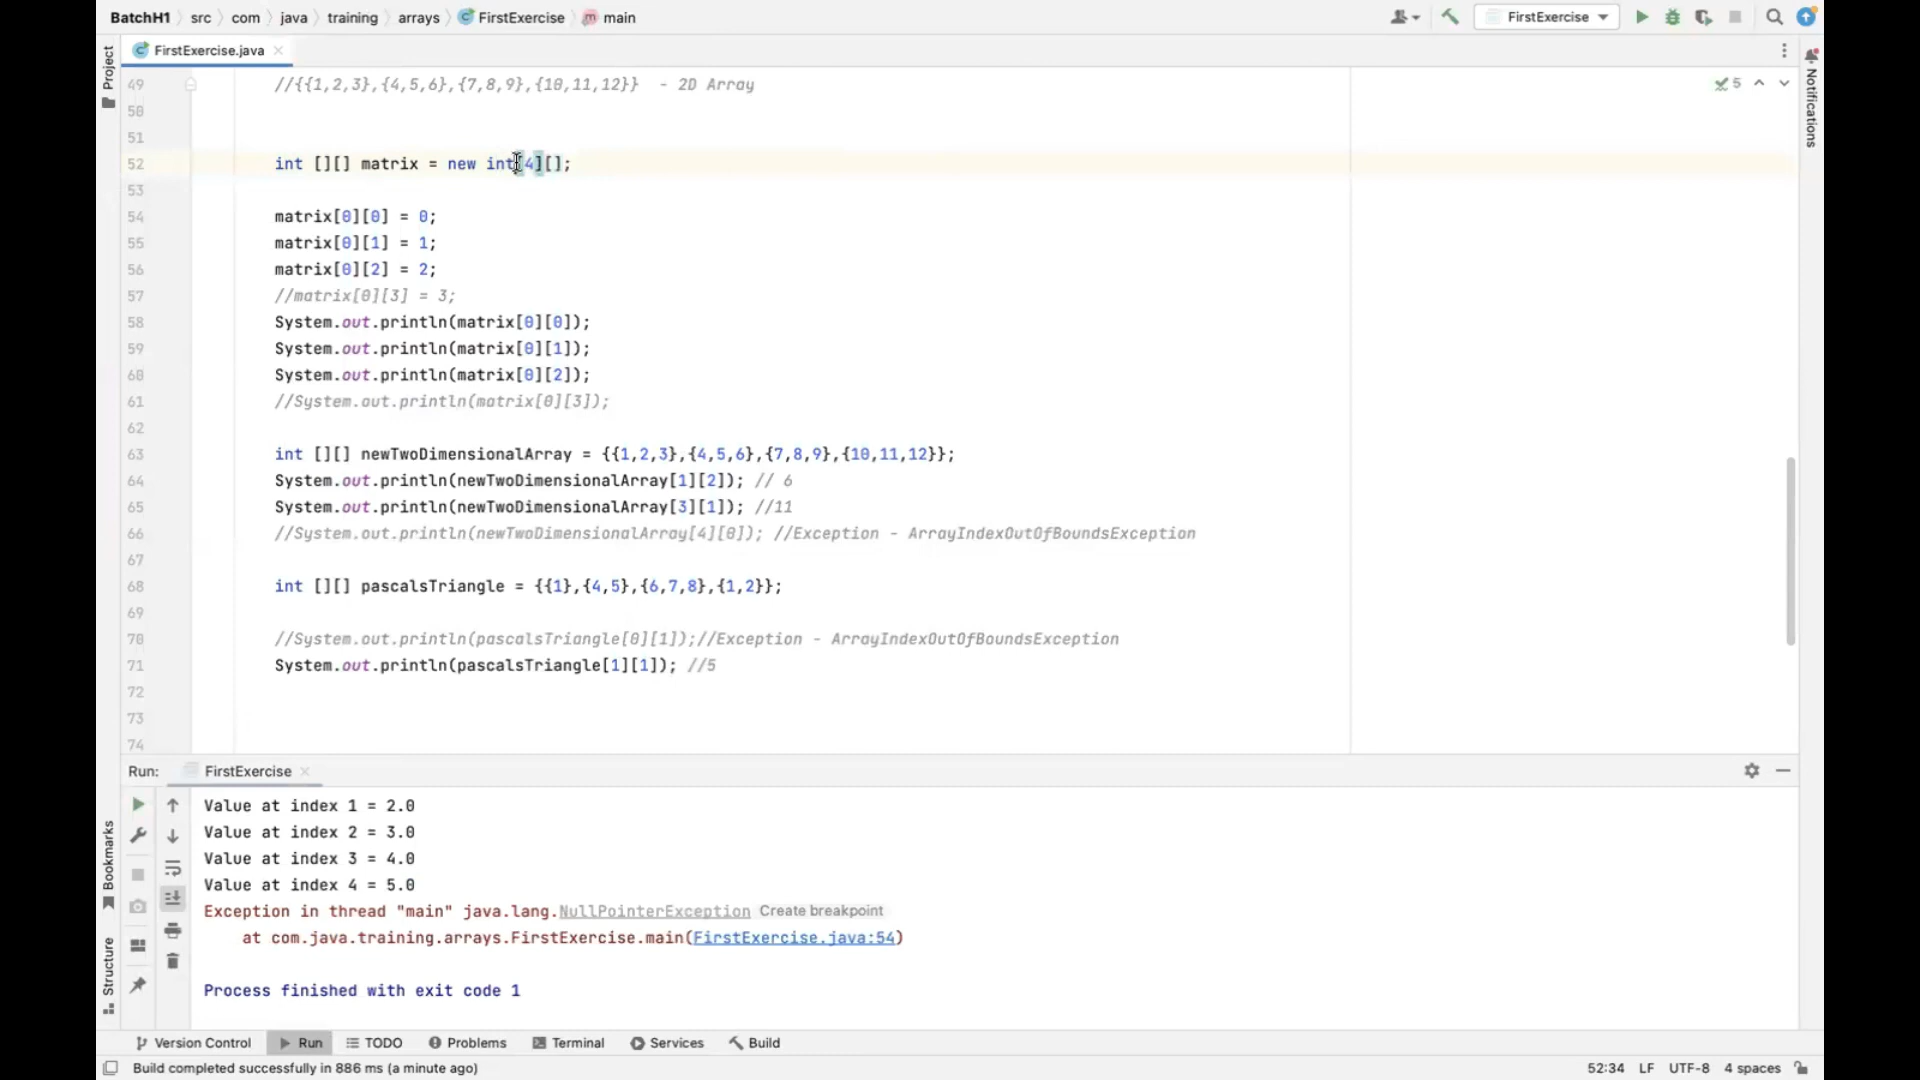 BatchH1 src com java training arrays FirstExercise main
FirstExercise
FirstExercise.java
Project
Notifications
49 //{{1,2,3},{4,5,6},{7,8,9},{10,11,12}} - 2D Array
5
50
51
52 int [][] matrix = new int[4][];
53
54 matrix[0][0] = 0;
55 matrix[0][1] = 1;
56 matrix[0][2] = 2;
57 //matrix[0][3] = 3;
58 System.out.println(matrix[0][0]);
59 System.out.println(matrix[0][1]);
60 System.out.println(matrix[0][2]);
61 //System.out.println(matrix[0][3]);
62
63 int [][] newTwoDimensionalArray = {{1,2,3},{4,5,6},{7,8,9},{10,11,12}};
64 System.out.println(newTwoDimensionalArray[1][2]); // 6
65 System.out.println(newTwoDimensionalArray[3][1]); //11
66 //System.out.println(newTwoDimensionalArray[4][0]); //Exception - ArrayIndexOutOfBoundsException
67
68 int [][] pascalsTriangle = {{1},{4,5},{6,7,8},{1,2}};
69
70 //System.out.println(pascalsTriangle[0][1]);//Exception - ArrayIndexOutOfBoundsException
71 System.out.println(pascalsTriangle[1][1]); //5
72
73
74
Run: FirstExercise
Value at index 1 = 2.0
Value at index 2 = 3.0
Value at index 3 = 4.0
Value at index 4 = 5.0
Exception in thread "main" java.lang.NullPointerException Create breakpoint
at com.java.training.arrays.FirstExercise.main(FirstExercise.java:54)
Process finished with exit code 1
Bookmarks
Structure
Version Control Run TODO Problems Terminal Services Build
Build completed successfully in 886 ms (a minute ago)
52:34 LF UTF-8 4 spaces